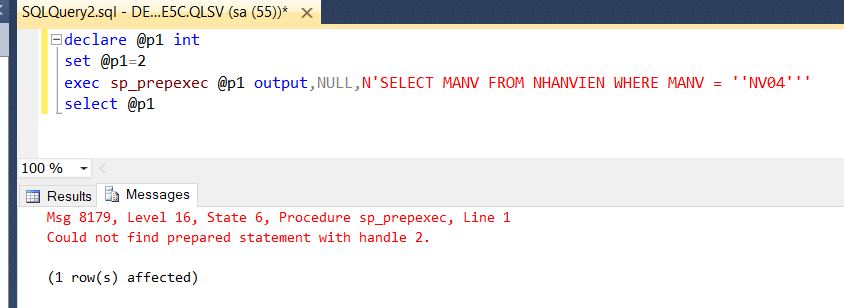 SQLQuery2.sql - DE...E5C.QLSV (sa (55))* ×
declare @p1 int
set @p1=2
exec sp_prepexec @p1 output,NULL,N'SELECT MANV FROM NHANVIEN WHERE MANV = ''NV04'''
select @p1
100 %
Results Messages
Msg 8179, Level 16, State 6, Procedure sp_prepexec, Line 1
Could not find prepared statement with handle 2.
(1 row(s) affected)